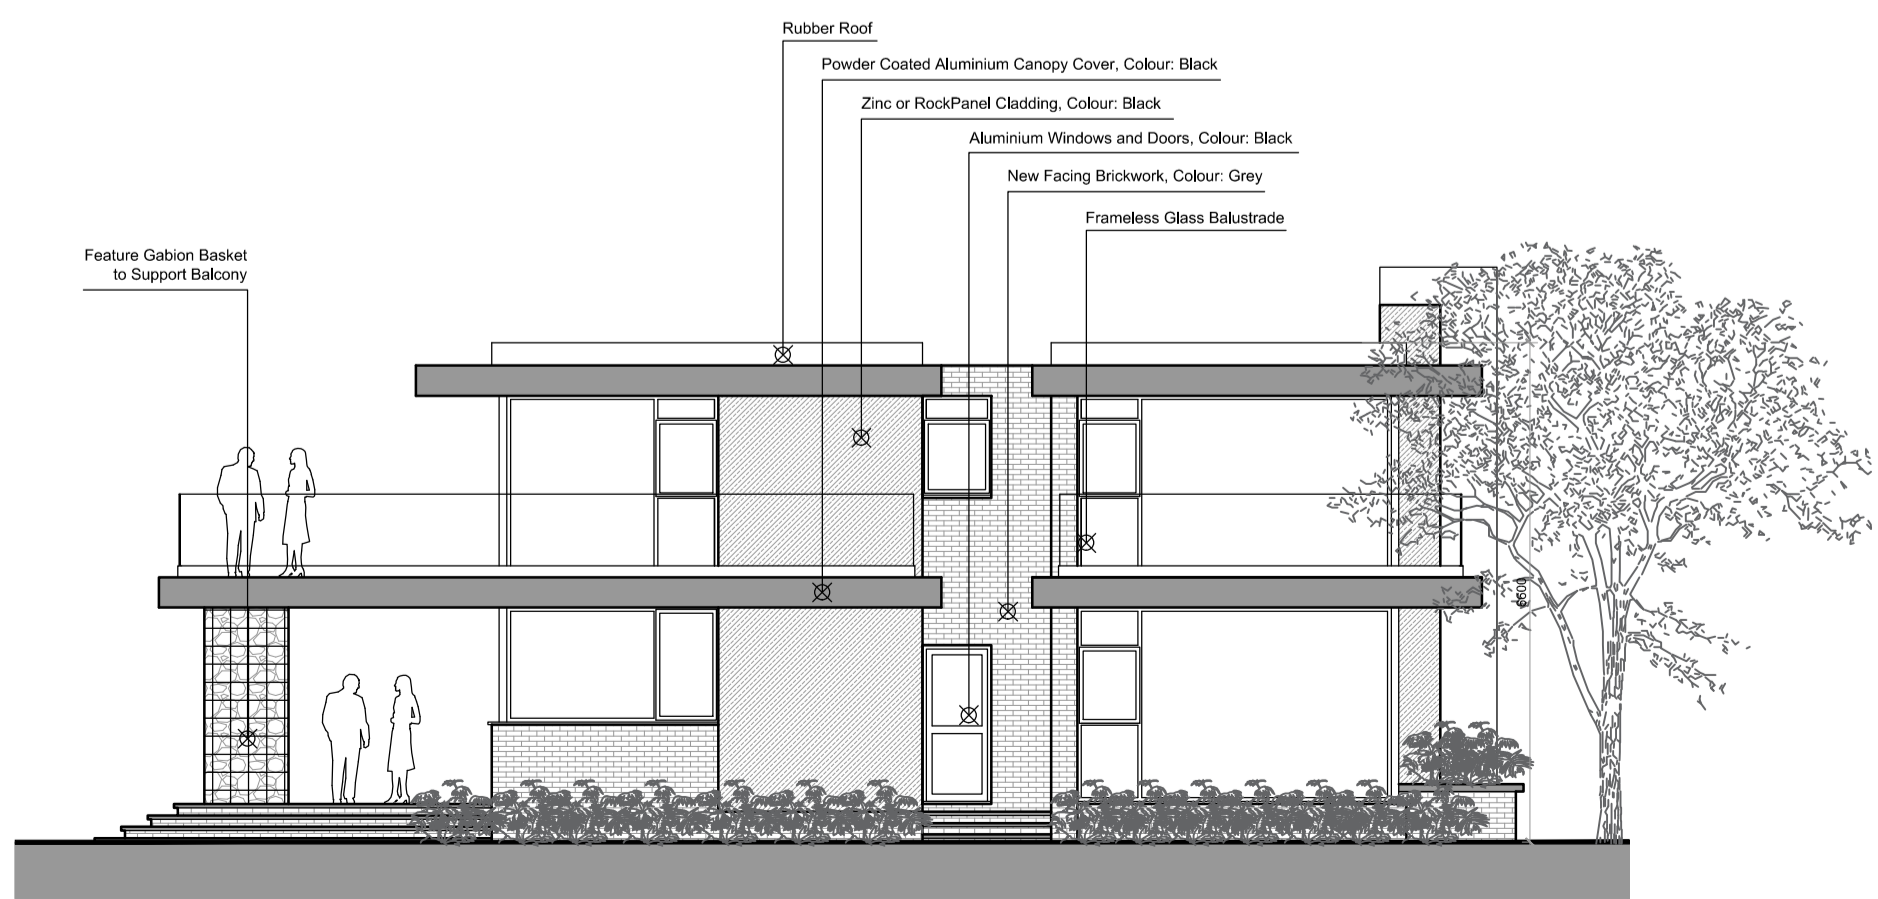 Rubber Roof
Powder Coated Aluminium Canopy Cover, Colour: Black
Zinc or RockPanel Cladding, Colour: Black
Aluminium Windows and Doors, Colour: Black
New Facing Brickwork, Colour: Grey
Frameless Glass Balustrade
Feature Gabion Basket
to Support Balcony
6600